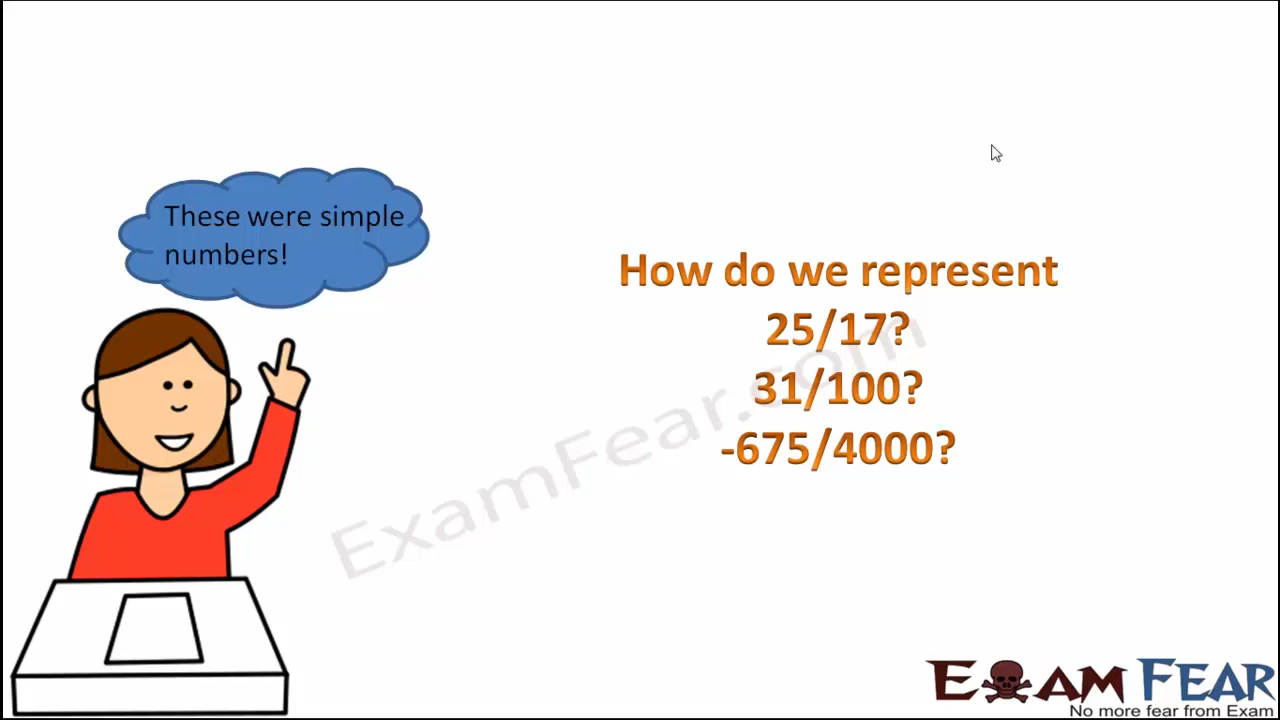 These were simple
numbers!
How do we represent
25/17?
31/100?
-675/4000?
ExamFear.com
EXAM FEAR
No more fear from Exam